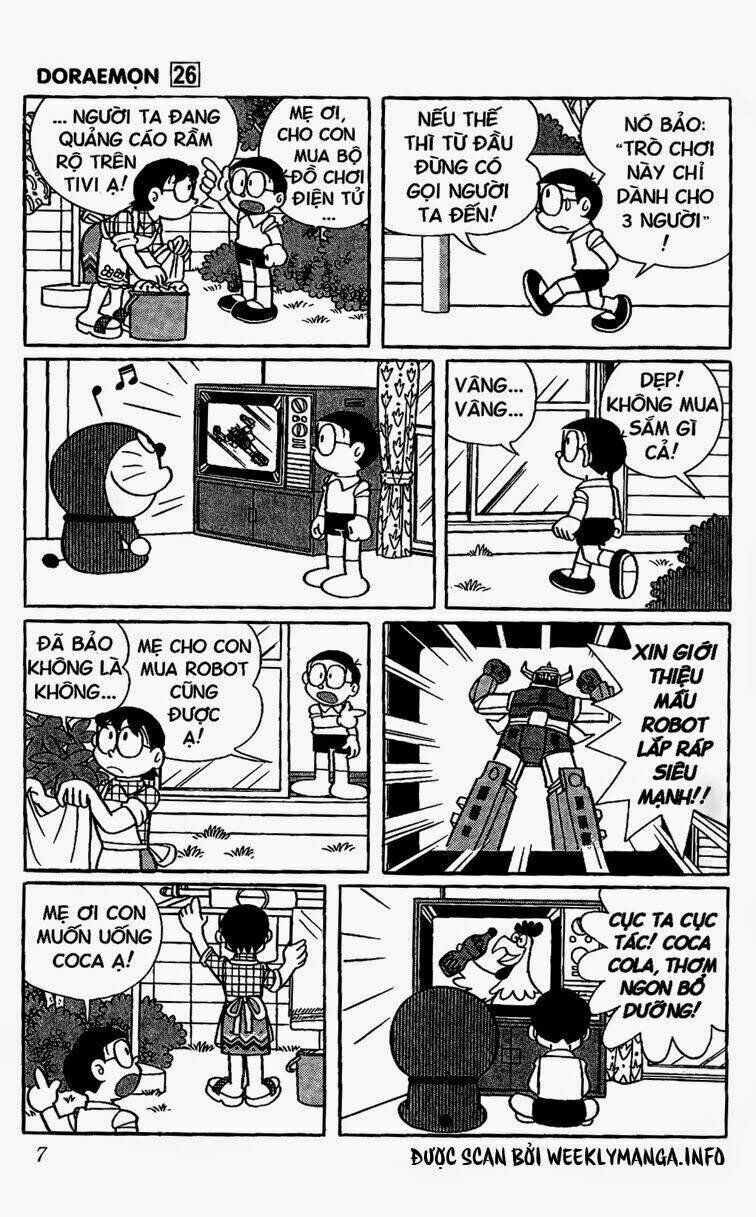 DORAEMỌN 26
NÓ BẢO:
"TRÒ CHƠI
NÀY CHỈ
DÀNH CHO
3 NGƯỜI"
!
NẾU THẾ
THÌ TỪ ĐẦU
ĐỪNG CÓ
GỌI NGƯỜI
TA ĐẾN!
MẸ ƠI,
CHO CON
MUA BỘ
ĐỒ CHƠI
ĐIỆN TỬ
...
... NGƯỜI TA ĐANG
QUẢNG CÁO RẦM
RỘ TRÊN
TIVI Ạ!
DẸP!
KHÔNG MUA
SẮM GÌ
CẢ!
VÂNG...
VÂNG...
XIN GIỚI
THIỆU
MẪU
ROBOT
LẮP RÁP
SIÊU
MẠNH!!
MẸ CHO CON
MUA ROBOT
CŨNG
ĐƯỢC
Ạ!
ĐÃ BẢO
KHÔNG LÀ
KHÔNG...
CỤC TA CỤC
TÁC! COCA
COLA, THƠM
NGON BỔ
DƯỠNG!
MẸ ƠI CON
MUỐN UỐNG
COCA Ạ!
7
ĐƯỢC SCAN BỞI WEEKLYMANGA.INFO